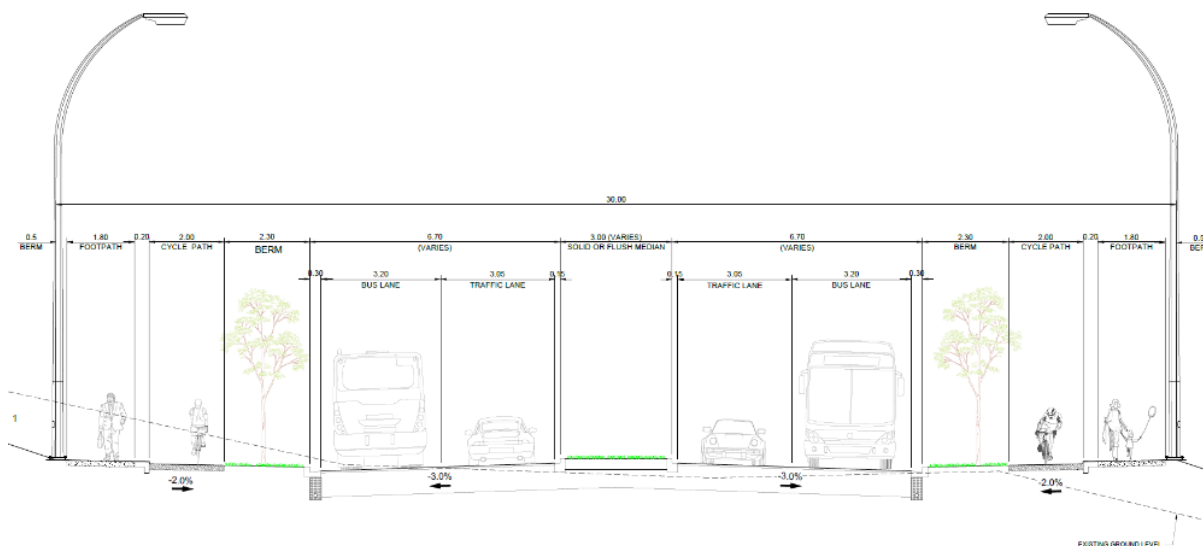 30.00
0.5 1.80 0.20 2.00 2.30 6.70 3.00 (VARIES) 6.70 2.30 2.00 0.20 1.80 0.5
BERM FOOTPATH CYCLE PATH BERM (VARIES) SOLID OR FLUSH MEDIAN (VARIES) BERM CYCLE PATH FOOTPATH BER
0.30 3.20 3.05 0.15 0.15 3.05 3.20 0.30
BUS LANE TRAFFIC LANE TRAFFIC LANE BUS LANE
1
-2.0% -3.0% -3.0% -2.0%
EXISTING GROUND LEVEL